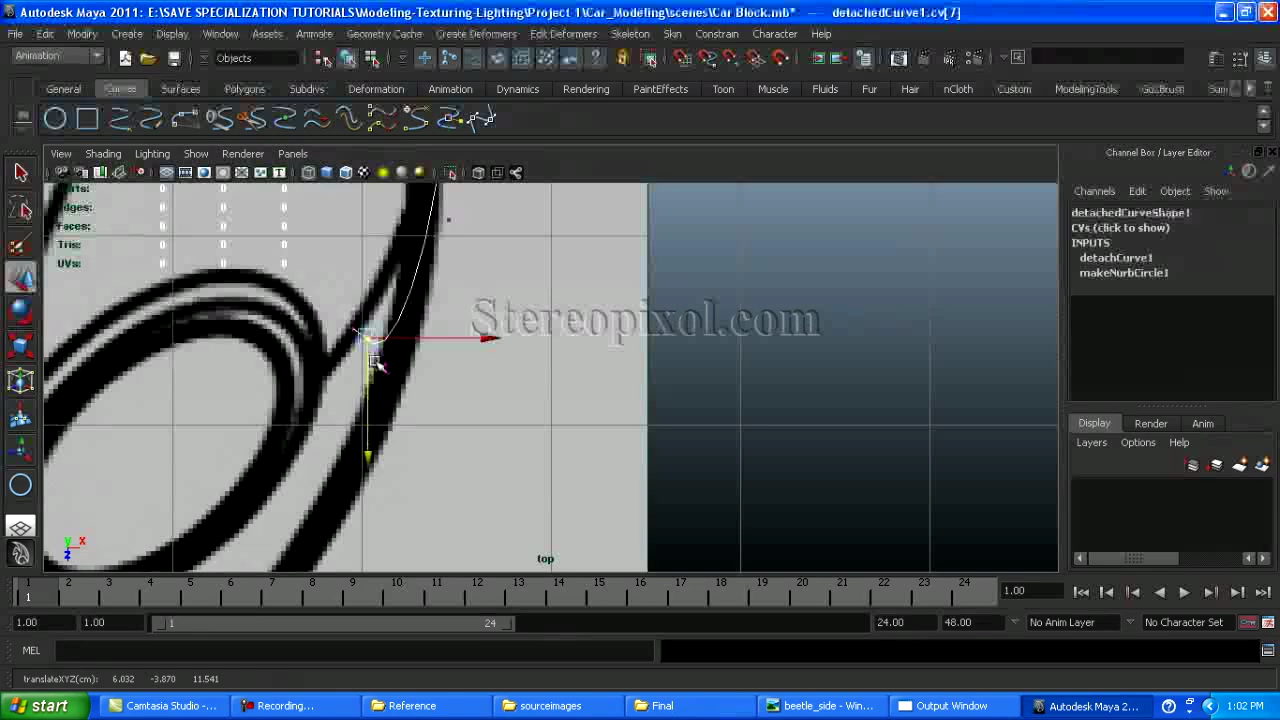 Autodesk Maya 2011: E:\SAVE SPECIALIZATION TUTORIALS\Modeling-Texturing-Lighting\Project 1\Car_Modeling\scenes\Car Block.mb* --- detachedCurve1.cv[7]
File Edit Modify Create Display Window Assets Animate Geometry Cache Create Deformers Edit Deformers Skeleton Skin Constrain Character Help
Animation Objects
General Curves Surfaces Polygons Subdivs Deformation Animation Dynamics Rendering PaintEffects Toon Muscle Fluids Fur Hair nCloth Custom ModelingTools
View Shading Lighting Show Renderer Panels
Channel Box / Layer Editor
0 0 0
Edges: 0 0 0
Faces: 0 0 0
Tris: 0 0 0
UVs: 0 0 0
Channels Edit Object Show
detachedCurveShape1
CVs (click to show)
INPUTS
detachCurve1
makeNurbCircle1
Stereopixol.com
Display Render Anim
Layers Options Help
y x
z
top
1 2 3 4 5 6 7 8 9 10 11 12 13 14 15 16 17 18 19 20 21 22 23 24
1 1.00
1.00 1.00 1 24 24.00 48.00 No Anim Layer No Character Set
MEL
translateXYZ(cm): 6.032 -3.870 11.541
start Camtasia Studio -... Recording... Reference sourceimages Final beetle_side - Win... Output Window Autodesk Maya 2... 1:02 PM